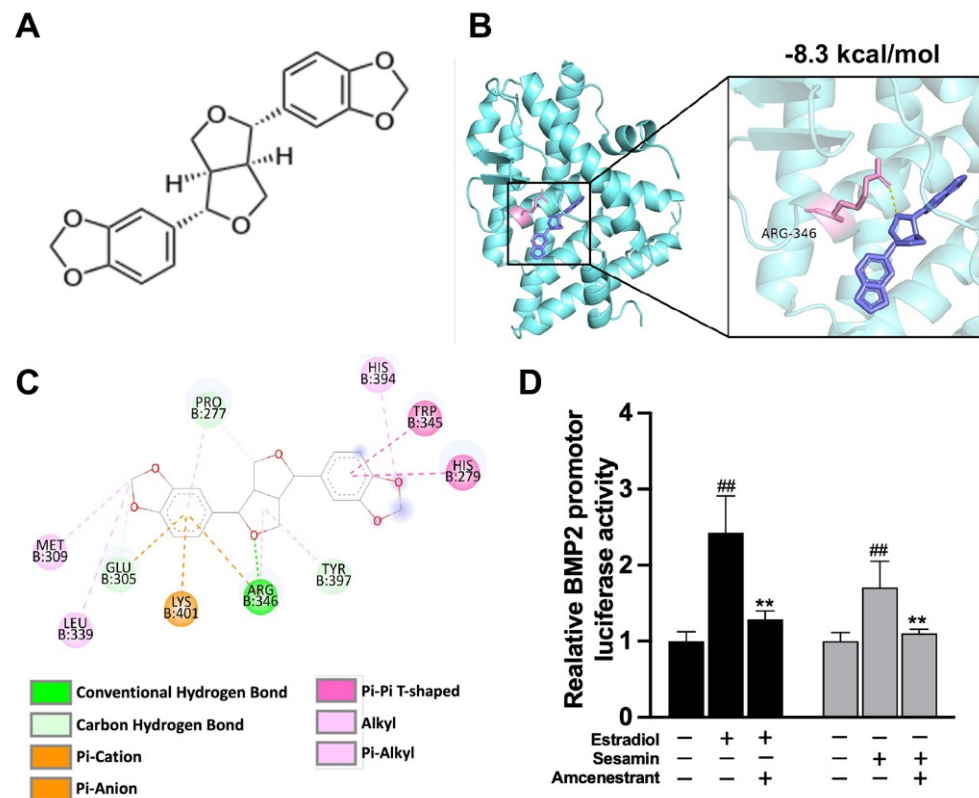 A
O
O
O
H
H
O
O
O
B
-8.3 kcal/mol
ARG-346
C
HIS
B:394
PRO
B:277
TRP
B:345
HIS
B:279
O
O
O
O
O
O
MET
B:309
GLU
B:305
LYS
B:401
ARG
B:346
TYR
B:397
LEU
B:339
Conventional Hydrogen Bond
Carbon Hydrogen Bond
Pi-Cation
Pi-Anion
Pi-Pi T-shaped
Alkyl
Pi-Alkyl
D
Realative BMP2 promotor
luciferase activity
4
3
2
1
0
##
**
##
**
Estradiol − + + − − −
Sesamin − − − − + +
Amcenestrant − − + − − +